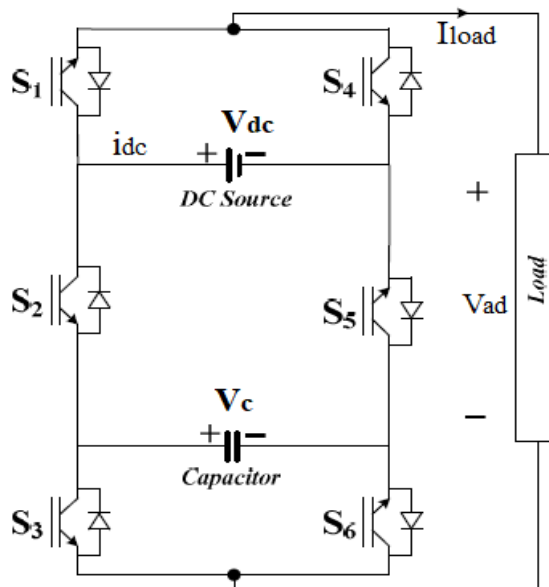 Iload
S1
S4
Vdc
idc
+ −
DC Source
+
S2
S5
Vad
Load
Vc
+ −
−
Capacitor
S3
S6